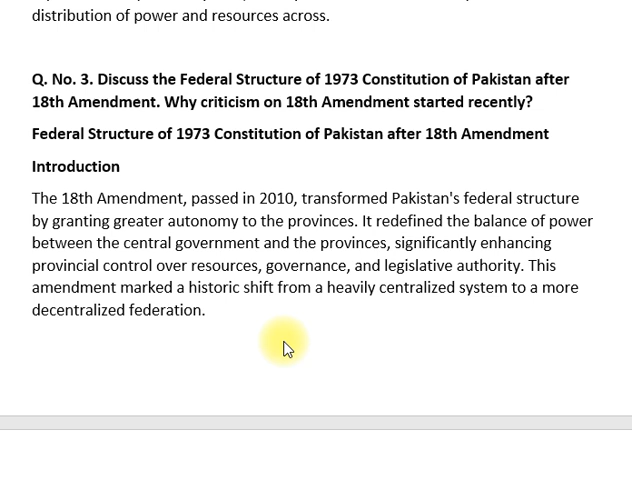 distribution of power and resources across.
Q. No. 3. Discuss the Federal Structure of 1973 Constitution of Pakistan after
18th Amendment. Why criticism on 18th Amendment started recently?
Federal Structure of 1973 Constitution of Pakistan after 18th Amendment
Introduction
The 18th Amendment, passed in 2010, transformed Pakistan's federal structure
by granting greater autonomy to the provinces. It redefined the balance of power
between the central government and the provinces, significantly enhancing
provincial control over resources, governance, and legislative authority. This
amendment marked a historic shift from a heavily centralized system to a more
decentralized federation.